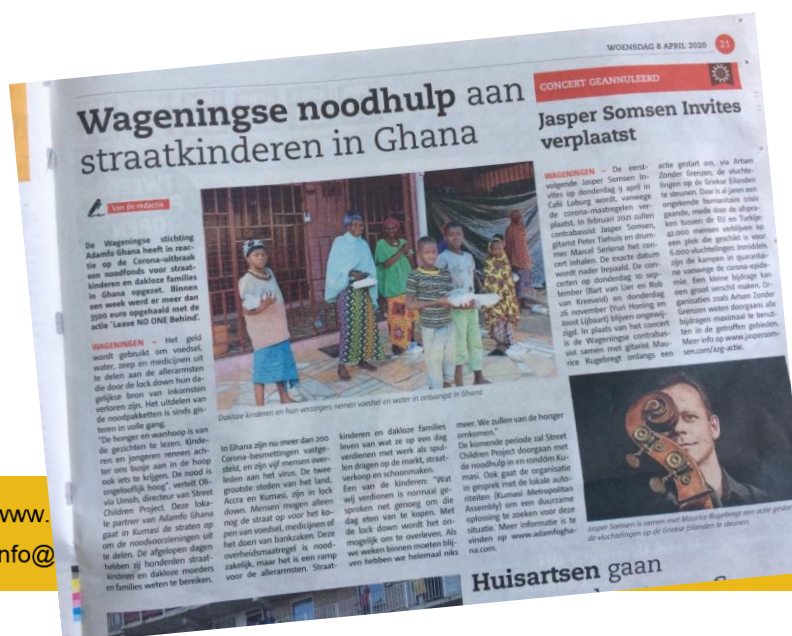 WOENSDAG 8 APRIL 2020 21
Wageningse noodhulp aan
straatkinderen in Ghana
Van de redactie
De Wageningse stichting
Adamfo Ghana heeft in reac-
tie op de Corona-uitbraak
een noodfonds voor straat-
kinderen en dakloze families
in Ghana opgezet. Binnen
een week werd er meer dan
3500 euro opgehaald met de
actie 'Leave NO ONE Behind'.
WAGENINGEN – Het geld
wordt gebruikt om voedsel,
water, zeep en medicijnen uit
te delen aan de allerarmsten
die door de lock down hun da-
gelijkse bron van inkomsten
verloren zijn. Het uitdelen van
de noodpakketten is sinds gis-
teren in volle gang.
"De honger en wanhoop is van
de gezichten te lezen. Kinde-
ren en jongeren rennen ach-
ter ons busje aan in de hoop
ook iets te krijgen. De nood is
ongelooflijk hoog", vertelt Oli-
via Umoh, directeur van Street
Children Project. Deze loka-
le partner van Adamfo Ghana
gaat in Kumasi de straten op
om de noodvoorzieningen uit
te delen. De afgelopen dagen
hebben zij honderden straat-
kinderen en dakloze moeders
en families weten te bereiken.
Dakloze kinderen en hun verzorgers nemen voedsel en water in ontvangst in Ghana
In Ghana zijn nu meer dan 200
Corona-besmettingen vastge-
steld, en zijn vijf mensen over-
leden aan het virus. De twee
grootste steden van het land,
Accra en Kumasi, zijn in lock
down. Mensen mogen alleen
nog de straat op voor het ko-
pen van voedsel, medicijnen of
het doen van bankzaken. Deze
overheidsmaatregel is nood-
zakelijk, maar het is een ramp
voor de allerarmsten. Straat-
kinderen en dakloze families
leven van wat ze op een dag
verdienen met werk als spul-
len dragen op de markt, straat-
verkoop en schoonmaken.
Een van de kinderen: "Wat
wij verdienen is normaal ge-
sproken net genoeg om die
dag eten van te kopen. Met
de lock down wordt het on-
mogelijk om te overleven. Als
we weken binnen moeten blij-
ven hebben we helemaal niks
meer. We zullen van de honger
omkomen."
De komende periode zal Street
Children Project doorgaan met
de noodhulp in en rondom Ku-
masi. Ook gaat de organisatie
in gesprek met de lokale auto-
riteiten (Kumasi Metropolitan
Assembly) om een duurzame
oplossing te zoeken voor deze
situatie. Meer informatie is te
vinden op www.adamfogha-
na.com.
CONCERT GEANNULEERD
Jasper Somsen Invites
verplaatst
WAGENINGEN – De eerst-
volgende Jasper Somsen In-
vites op donderdag 9 april in
Café Loburg wordt, vanwege
de corona-maatregelen ver-
plaatst. In februari 2021 zullen
contrabassist Jasper Somsen,
gitarist Peter Tiehuis en drum-
mer Marcel Serierse het con-
cert inhalen. De exacte datum
wordt nader bepaald. De con-
certen op donderdag 10 sep-
tember (Bart van Lier en Rob
van Kreeveld) en donderdag
26 november (Yuri Honing en
Joost Lijbaart) blijven ongewij-
zigd. In plaats van het concert
is de Wageningse contrabas-
sist samen met gitarist Mau-
rice Rugebregt onlangs een
actie gestart om, via Artsen
Zonder Grenzen, de vluchte-
lingen op de Griekse Eilanden
te steunen. Daar is al jaren een
ongekende humanitaire crisis
gaande, mede door de afspra-
ken tussen de EU en Turkije:
42.000 mensen verblijven op
een plek die geschikt is voor
6.000 vluchtelingen. Inmiddels
zijn de kampen in quarantai-
ne vanwege de corona-epide-
mie. Een kleine bijdrage kan
een groot verschil maken. Or-
ganisaties zoals Artsen Zonder
Grenzen weten doorgaans alle
bijdragen maximaal te benut-
ten in de getroffen gebieden.
Meer info op www.jaspersom-
sen.com/azg-actie.
Jasper Somsen is samen met Maurice Rugebregt een actie gestart
de vluchtelingen op de Griekse Eilanden te steunen.
Huisartsen gaan
www.
info@